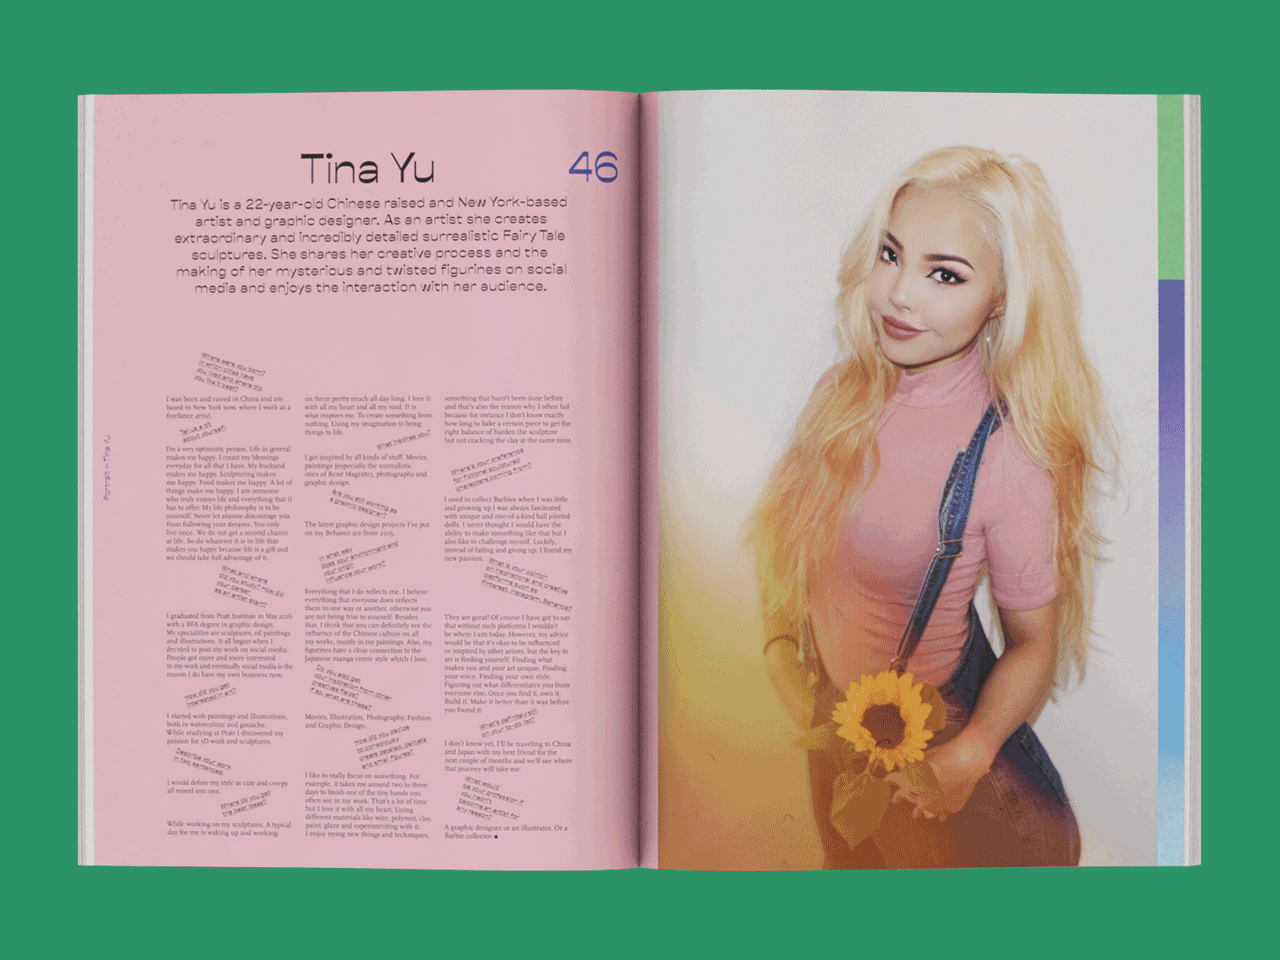 Tina Yu
46
Tina Yu is a 22-year-old Chinese raised and New York-based
artist and graphic designer. As an artist she creates
extraordinary and incredibly detailed surrealistic Fairy Tale
sculptures. She shares her creative process and the
making of her mysterious and twisted figurines on social
media and enjoys the interaction with her audience.
Portrait — Tina Yu
Where were you born?
In which cities have
you lived and where did
you like it best?
I was born and raised in China and am
based in New York now, where I work as a
freelance artist.
Tell us a bit
about yourself!
I'm a very optimistic person. Life in general
makes me happy. I count my blessings
everyday for all that I have. My husband
makes me happy. Sculpturing makes
me happy. Food makes me happy. A lot of
things make me happy. I am someone
who truly enjoys life and everything that it
has to offer. My life philosophy is to be
yourself. Never let anyone discourage you
from following your dreams. You only
live once. We do not get a second chance
at life. So do whatever it is in life that
makes you happy because life is a gift and
we should take full advantage of it.
What and where
did you study? How did
your career
as an artist start?
I graduated from Pratt Institute in May 2016
with a BFA degree in graphic design.
My specialities are sculptures, oil paintings
and illustrations. It all begun when I
decided to post my work on social media.
People got more and more interested
in my work and eventually social media is the
reason I do have my own business now.
How did you get
interested in art?
I started with paintings and illustrations,
both in watercolour and gouache.
While studying at Pratt I discovered my
passion for 3D work and sculptures.
Describe your work
in two sentences!
I would define my style as cute and creepy
all mixed into one.
Where do you get
the best ideas?
While working on my sculptures. A typical
day for me is waking up and working
on them pretty much all day long. I love it
with all my heart and all my soul. It is
what inspires me. To create something from
nothing. Using my imagination to bring
things to life.
What inspires you?
I get inspired by all kinds of stuff. Movies,
paintings (especially the surrealistic
ones of René Magritte), photography and
graphic design.
Are you still working as
a graphic designer?
The latest graphic design projects I've put
on my Behance are from 2015.
In what way
does your environment and
your origin
influence your work?
Everything that I do reflects me. I believe
everything that everyone does reflects
them in one way or another, otherwise you
are not being true to yourself. Besides
that, I think that you can definitely see the
influence of the Chinese culture on all
my works, mostly in my paintings. Also, my
figurines have a close connection to the
Japanese manga comic style which I love.
Do you also get
your inspiration from other
creatives fields?
If so, what are these?
Movies, Illustration, Photography, Fashion
and Graphic Design.
How did you decide
to consciously
create detailed, delicate
and small figures?
I like to really focus on something. For
example, it takes me around two to three
days to finish one of the tiny hands you
often see in my work. That's a lot of time
but I love it with all my heart. Using
different materials like wire, polymer, clay,
paint, glaze and experimenting with it.
I enjoy trying new things and techniques,
something that hasn't been done before
and that's also the reason why I often fail
because for instance I don't know exactly
how long to bake a certain piece to get the
right balance of harden the sculpture
but not cracking the clay at the same time.
Where's your preference
for fictional sculptured
characters coming from?
I used to collect Barbies when I was little
and growing up I was always fascinated
with unique and one-of-a-kind ball jointed
dolls. I never thought I would have the
ability to make something like that but I
also like to challenge myself. Luckily,
instead of failing and giving up, I found my
new passion.
What is your opinion
on inspirational and creative
platforms such as
Pinterest, Instagram, Behance?
They are great! Of course I have got to say
that without such platforms I wouldn't
be where I am today. However, my advice
would be that it's okay to be influenced
or inspired by other artists, but the key to
art is finding yourself. Finding what
makes you and your art unique. Finding
your voice. Finding your own style.
Figuring out what differentiates you from
everyone else. Once you find it, own it.
Build it. Make it better than it was before
you found it.
What's definitely still
on your to-do list?
I don't know yet. I'll be traveling to China
and Japan with my best friend for the
next couple of months and we'll see where
that journey will take me.
What would
be your profession if
you hadn't
become an artist for
any reason?
A graphic designer or an illustrator. Or a
Barbie collector.